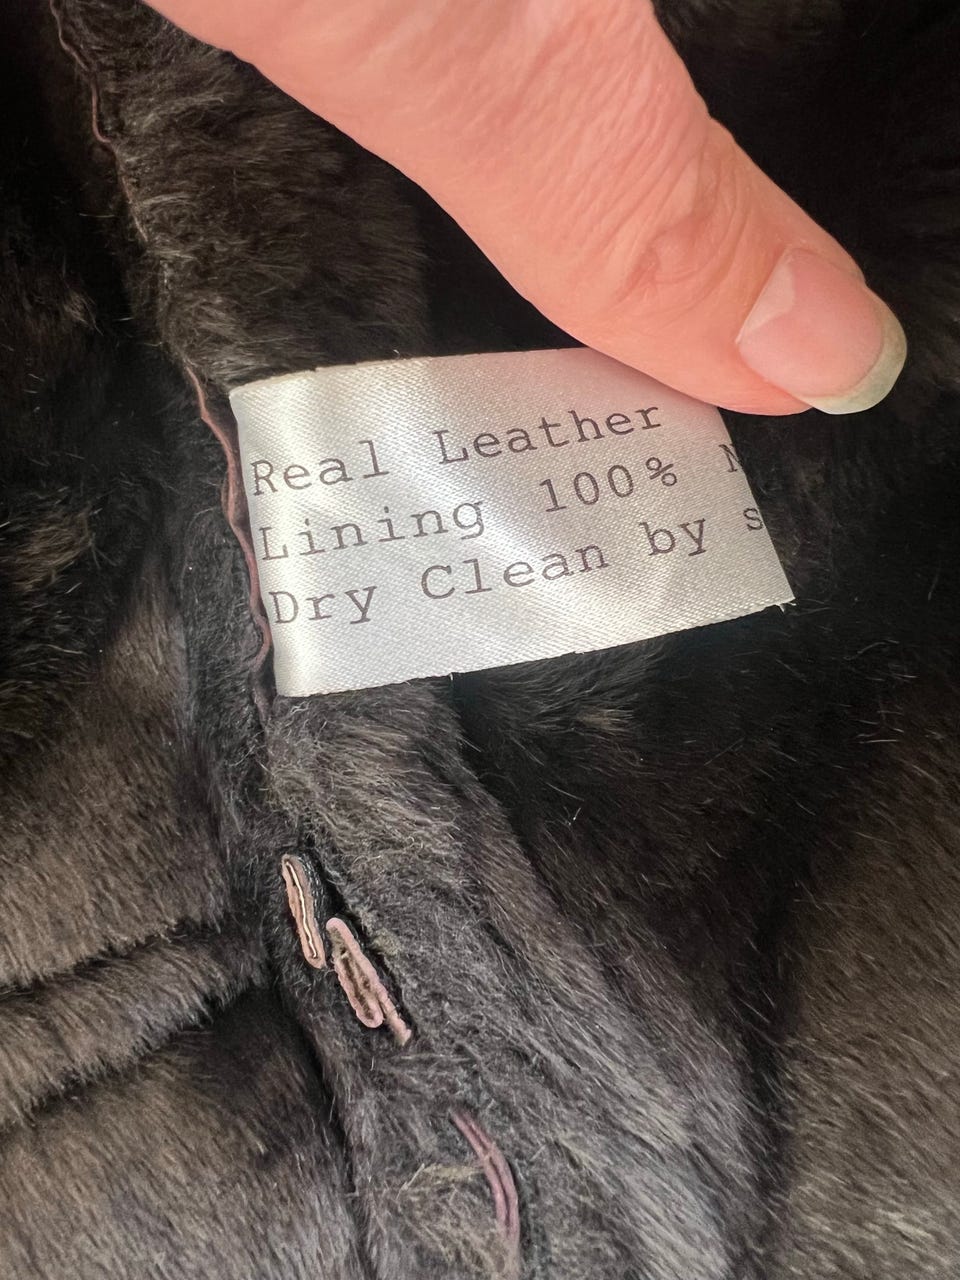 Real Leather
Lining 100%
Dry Clean by